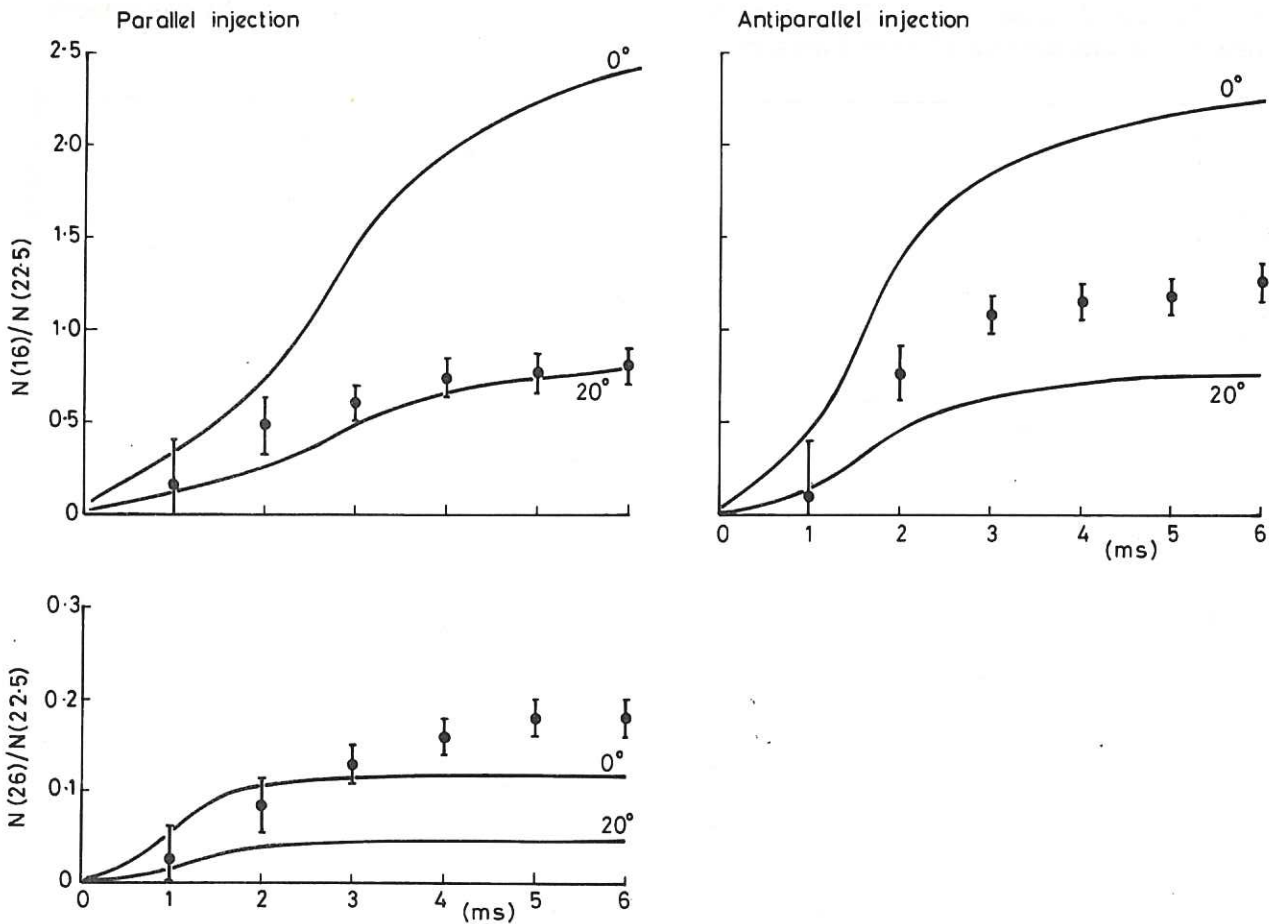 Parallel injection
Antiparallel injection
N(16)/N(22·5)
2·5
2·0
1·5
1·0
0·5
0
0°
20°
0°
20°
0 1 2 3 4 5 6
(ms)
N(26)/N(22·5)
0·3
0·2
0·1
0
0°
20°
0 1 2 3 4 5 6
(ms)